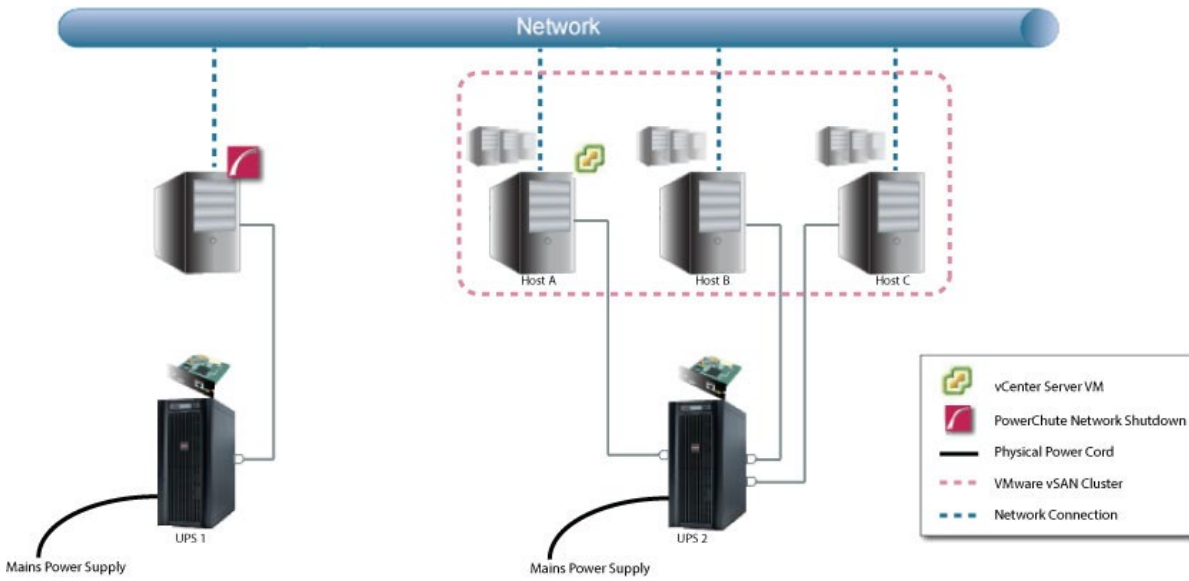 Network
Host A
Host B
Host C
UPS 1
UPS 2
Mains Power Supply
Mains Power Supply
vCenter Server VM
PowerChute Network Shutdown
Physical Power Cord
VMware vSAN Cluster
Network Connection